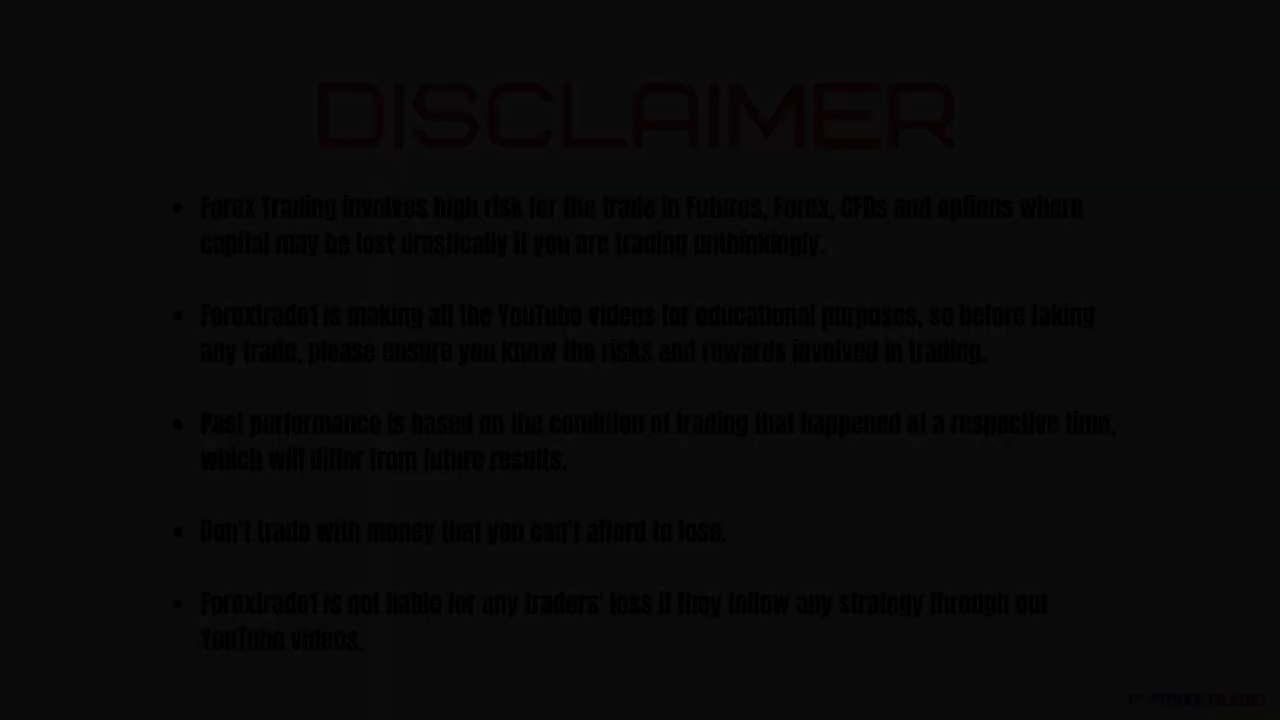 DISCLAIMER
• Forex Trading involves high risk for the trade in Futures, Forex, CFDs and options where
capital may be lost drastically if you are trading unthinkingly.
• Forextrade1 is making all the YouTube videos for educational purposes, so before taking
any trade, please ensure you know the risks and rewards involved in trading.
• Past performance is based on the condition of trading that happened at a respective time,
which will differ from future results.
• Don't trade with money that you can't afford to lose.
• Forextrade1 is not liable for any traders' loss if they follow any strategy through our
YouTube videos.